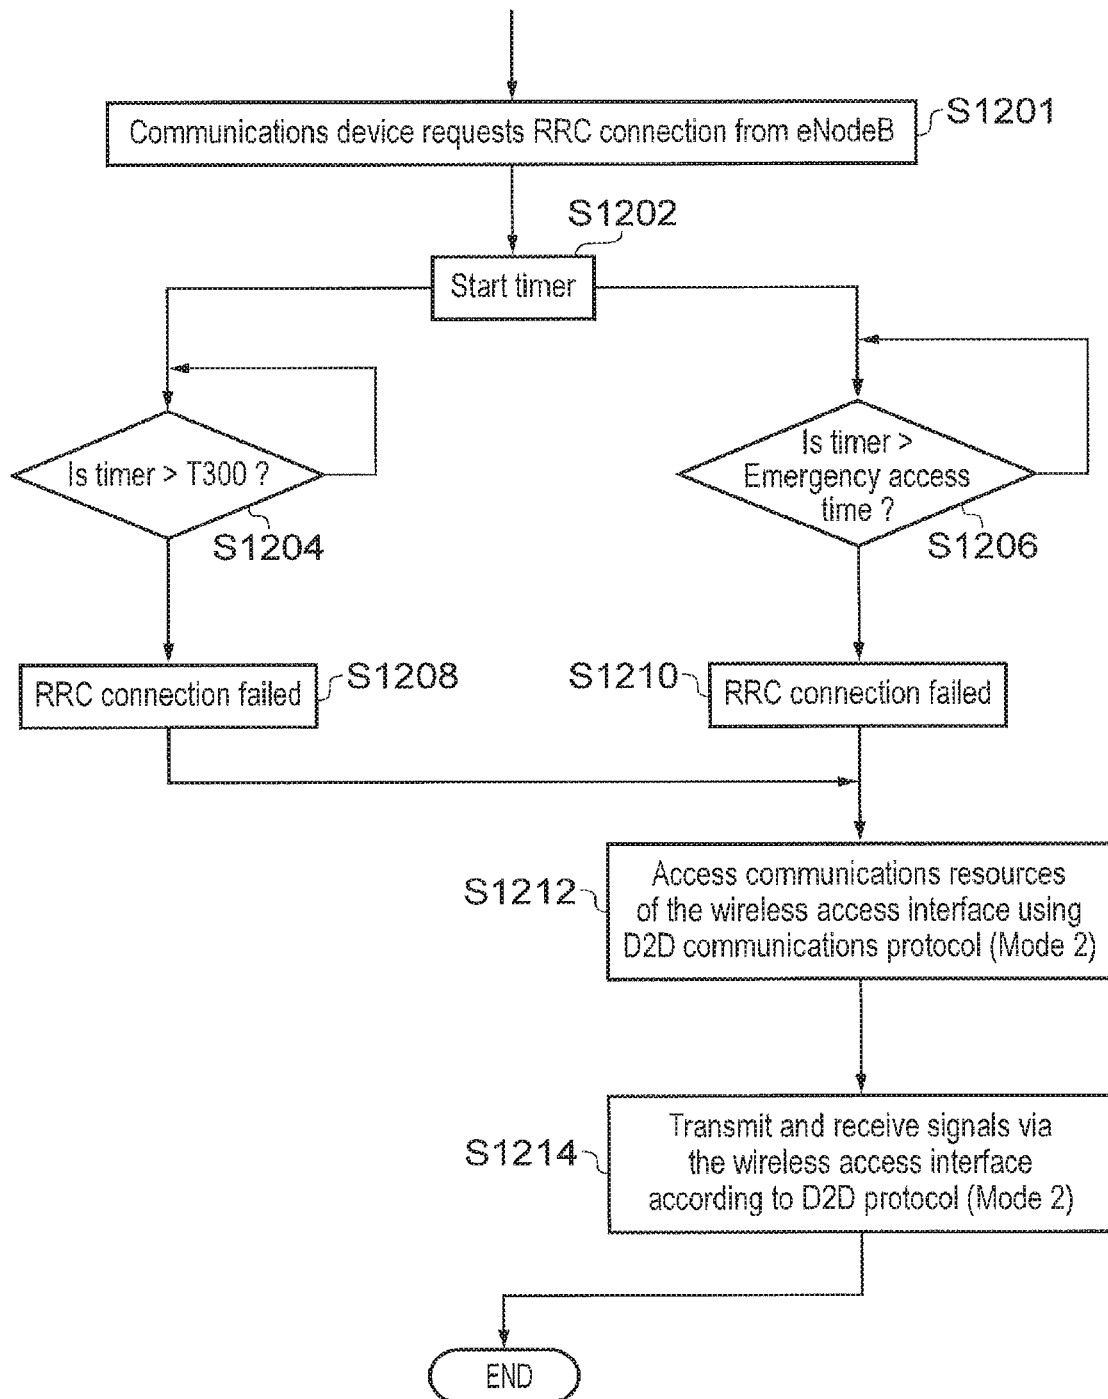 Communications device requests RRC connection from eNodeB
S1201
S1202
Start timer
Is timer > T300 ?
S1204
Is timer >
Emergency access
time ?
S1206
RRC connection failed
S1208
S1210
RRC connection failed
S1212
Access communications resources
of the wireless access interface using
D2D communications protocol (Mode 2)
S1214
Transmit and receive signals via
the wireless access interface
according to D2D protocol (Mode 2)
END